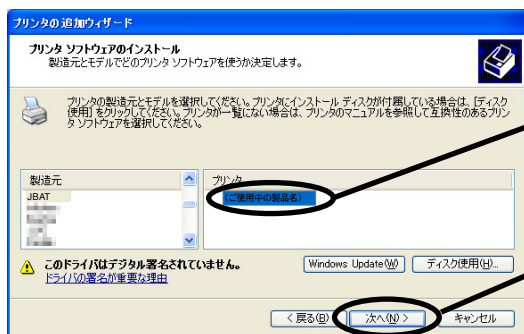 プリンタの追加ウィザード
プリンタ ソフトウェアのインストール
製造元とモデルでどのプリンタ ソフトウェアを使うか決定します。
プリンタの製造元とモデルを選択してください。プリンタにインストール ディスクが付属している場合は、[ディスク
使用] をクリックしてください。プリンタが一覧にない場合は、プリンタのマニュアルを参照して互換性のあるプリン
タ ソフトウェアを選択してください。
製造元
JBAT
プリンタ
(ご使用中の製品名)
このドライバはデジタル署名されていません。
ドライバの署名が重要な理由
Windows Update(W)
ディスク使用(H)...
< 戻る(B)
次へ(N) >
キャンセル